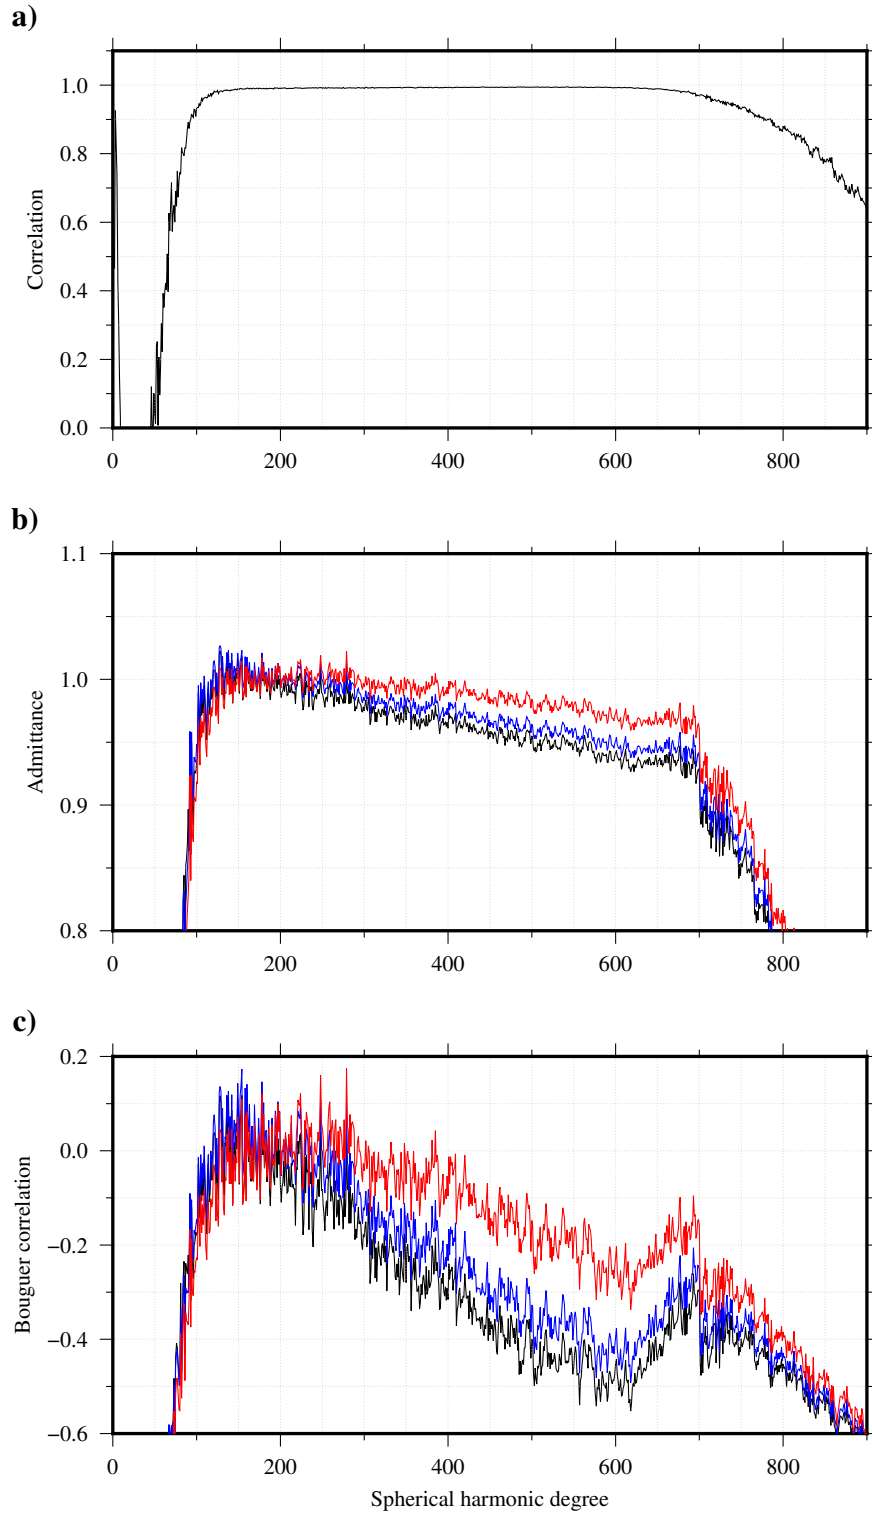 a)
1.0
0.8
0.6
0.4
0.2
0.0
Correlation
0 200 400 600 800
b)
1.1
1.0
0.9
0.8
Admittance
0 200 400 600 800
c)
0.2
0.0
−0.2
−0.4
−0.6
Bouguer correlation
0 200 400 600 800
Spherical harmonic degree